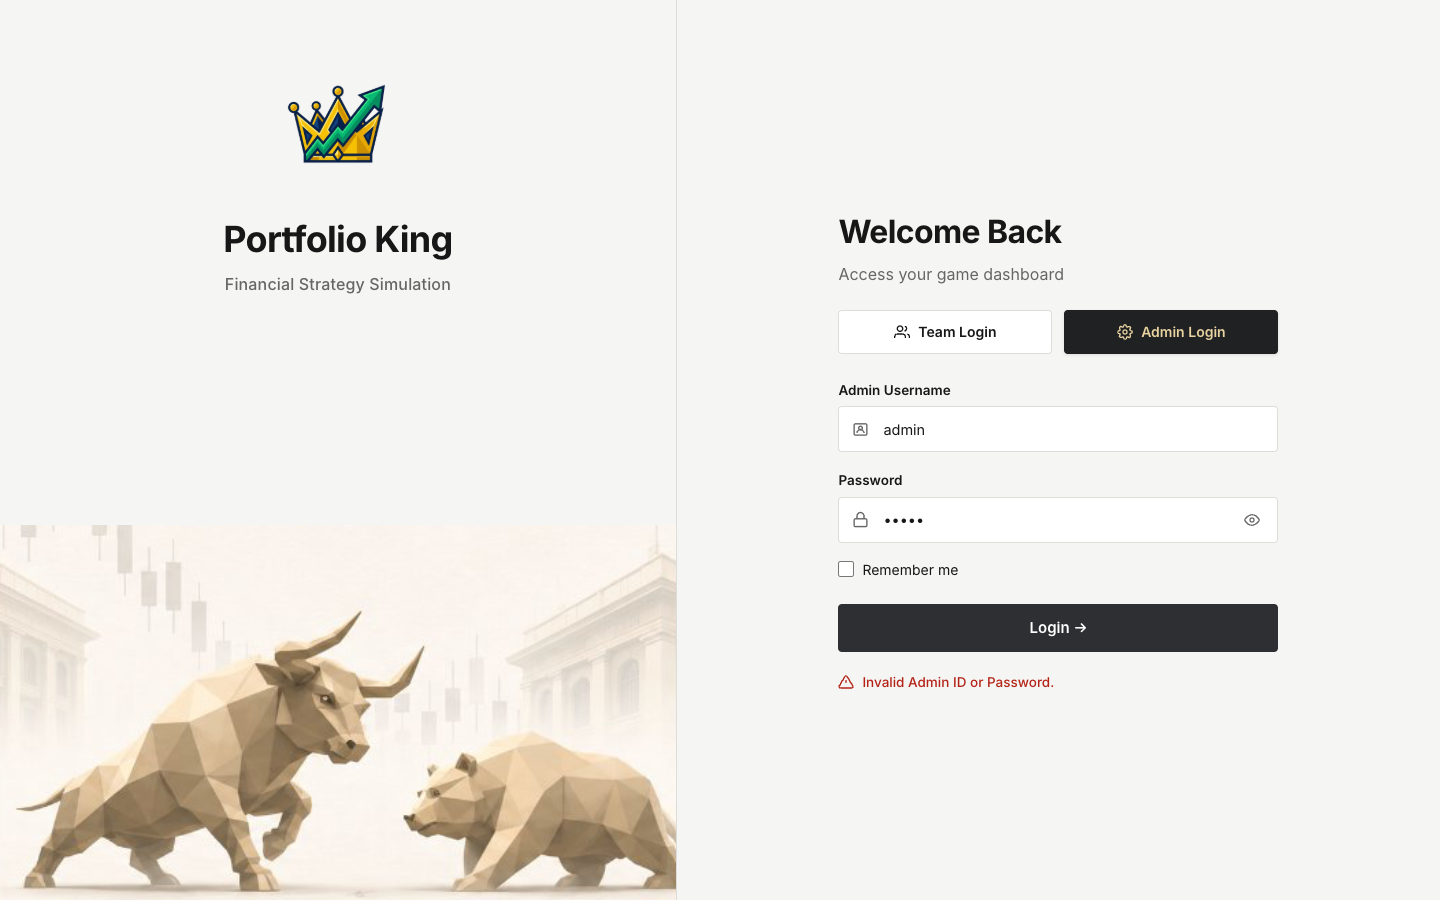 Portfolio King
Financial Strategy Simulation
Welcome Back
Access your game dashboard
Team Login
Admin Login
Admin Username
admin
Password
•••••
Remember me
Login →
Invalid Admin ID or Password.